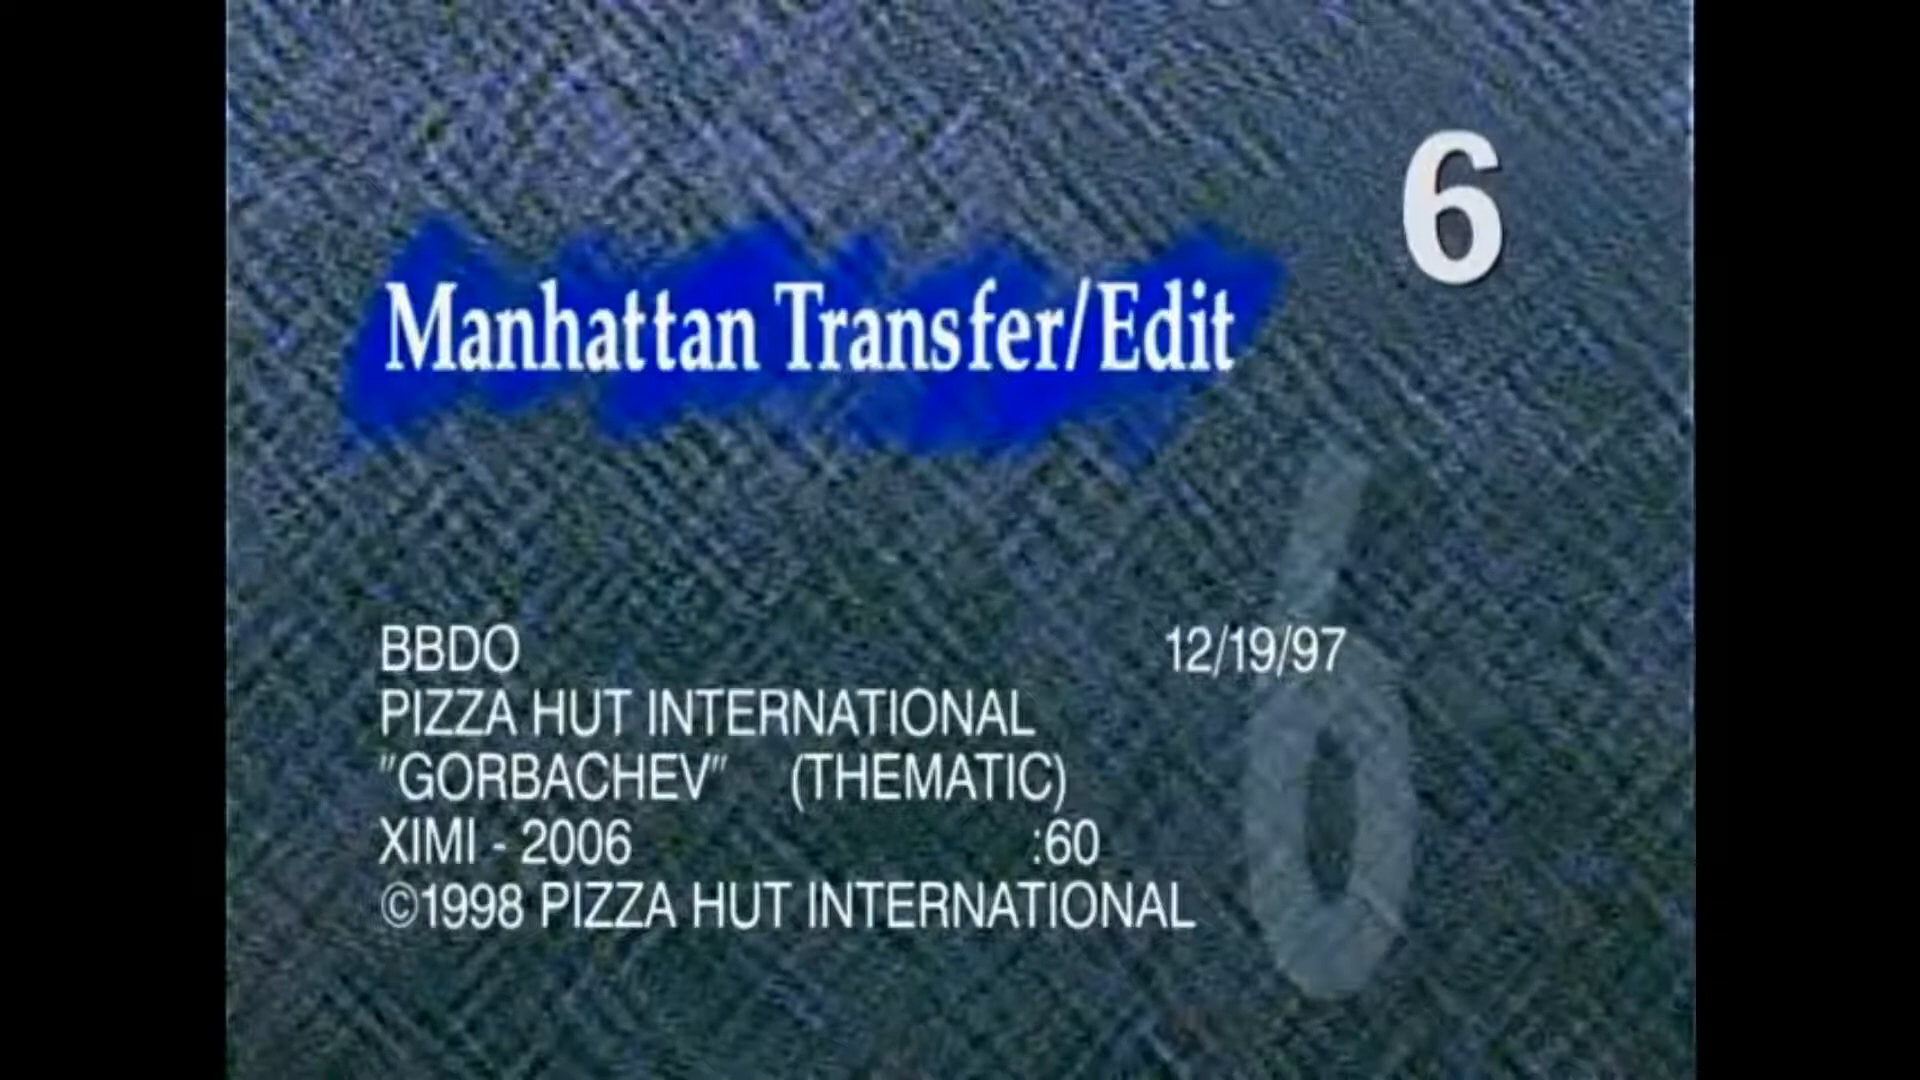 6
Manhattan Transfer/Edit
6
BBDO 12/19/97
PIZZA HUT INTERNATIONAL
"GORBACHEV" (THEMATIC)
XIMI - 2006 :60
©1998 PIZZA HUT INTERNATIONAL